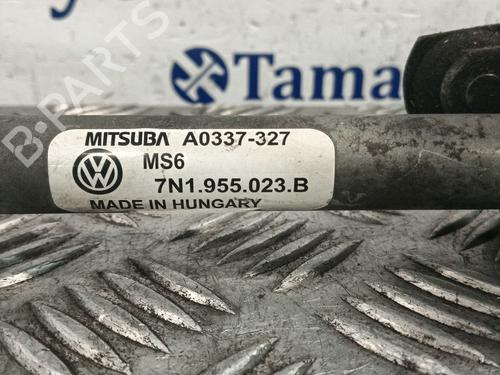 Tama
B-PARTS
MITSUBA A0337-327
MS6
7N1.955.023.B
MADE IN HUNGARY